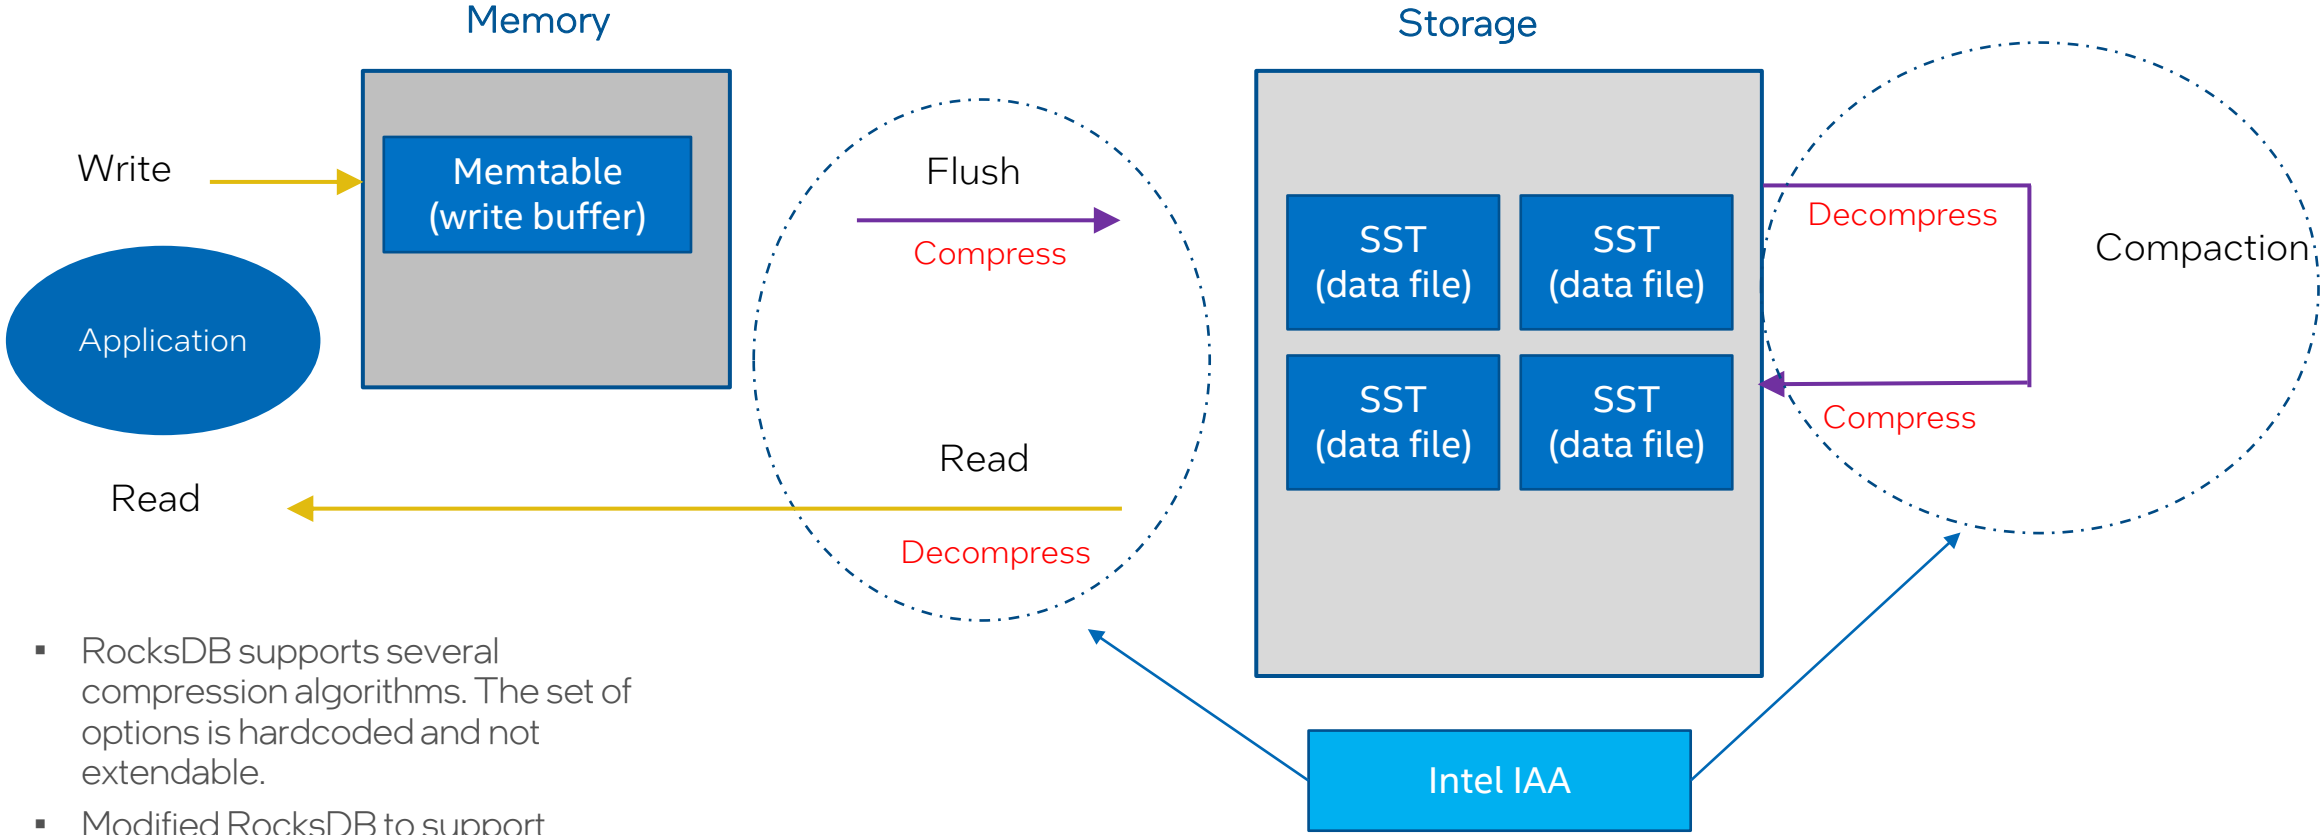 Memory
Storage
Write
Memtable
(write buffer)
Flush
Compress
SST
(data file)
SST
(data file)
Decompress
Compaction
Application
SST
(data file)
SST
(data file)
Compress
Read
Read
Decompress
▪ RocksDB supports several
compression algorithms. The set of
options is hardcoded and not
extendable.
▪ Modified RocksDB to support
Intel IAA